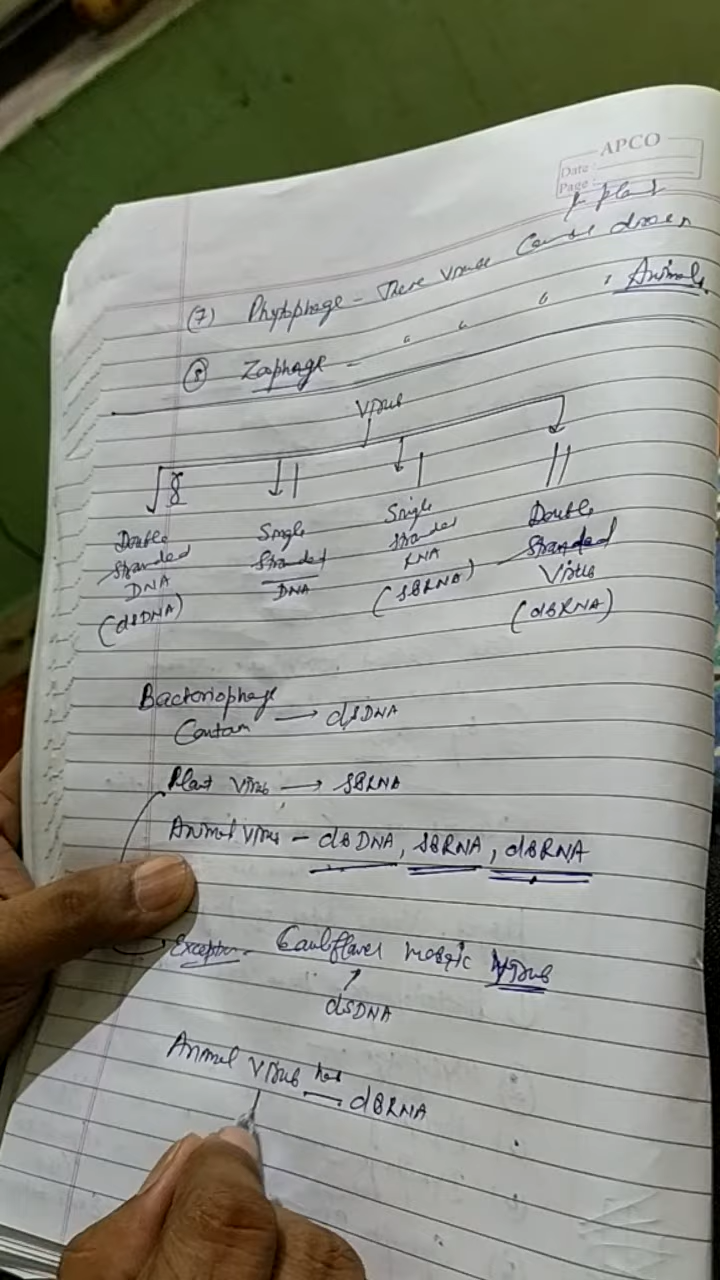 APCO
Date :
Page :
(7) Phytophage - These viruse cause diseases plant
(8) Zoophage - " " " " Animals
Virus
Double Stranded DNA (dsDNA)
Single Stranded DNA
Single Stranded RNA (SSRNA)
Double Stranded Virus (dsRNA)
Bacteriophage
Contain → dsDNA
Plant virus → SSRNA
Animal virus - dsDNA, SSRNA, dsRNA
Exception - Cauliflower mosaic Virus
dsDNA
Animal virus has — dsRNA